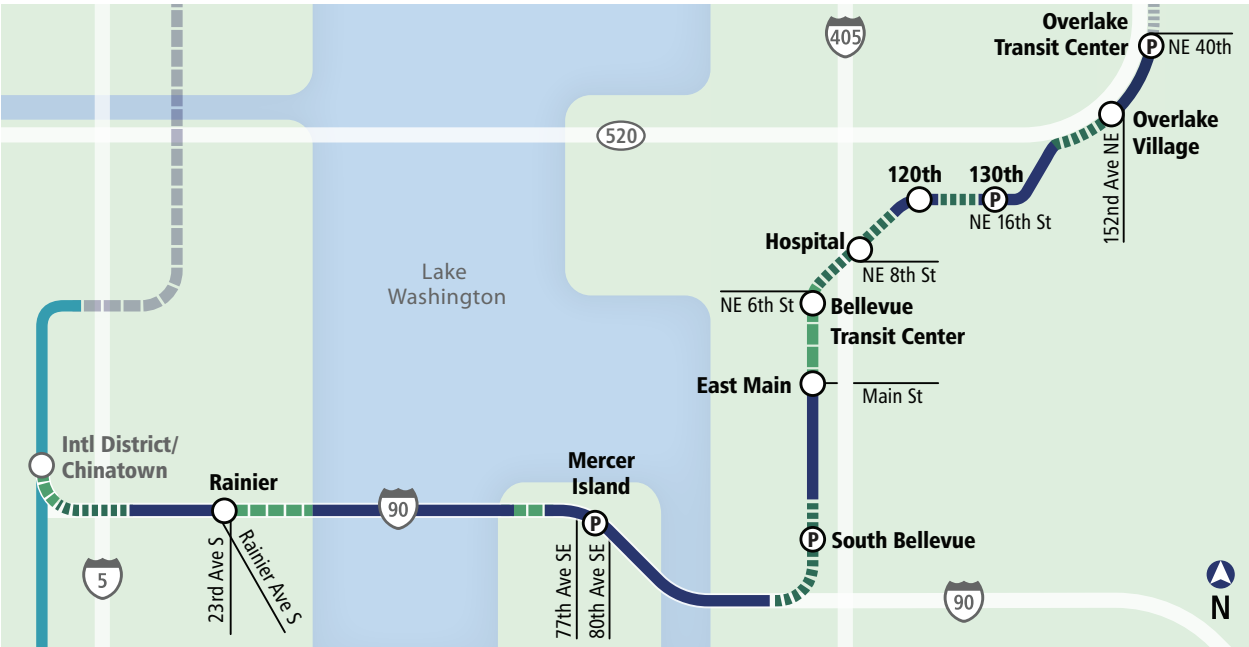 Overlake
Transit Center
P
NE 40th
405
520
Overlake
Village
152nd Ave NE
120th
130th
P
NE 16th St
Hospital
NE 8th St
Lake
Washington
NE 6th St
Bellevue
Transit Center
East Main
Main St
Intl District/
Chinatown
Rainier
90
Mercer
Island
P
South Bellevue
P
23rd Ave S
Rainier Ave S
77th Ave SE
80th Ave SE
5
90
N